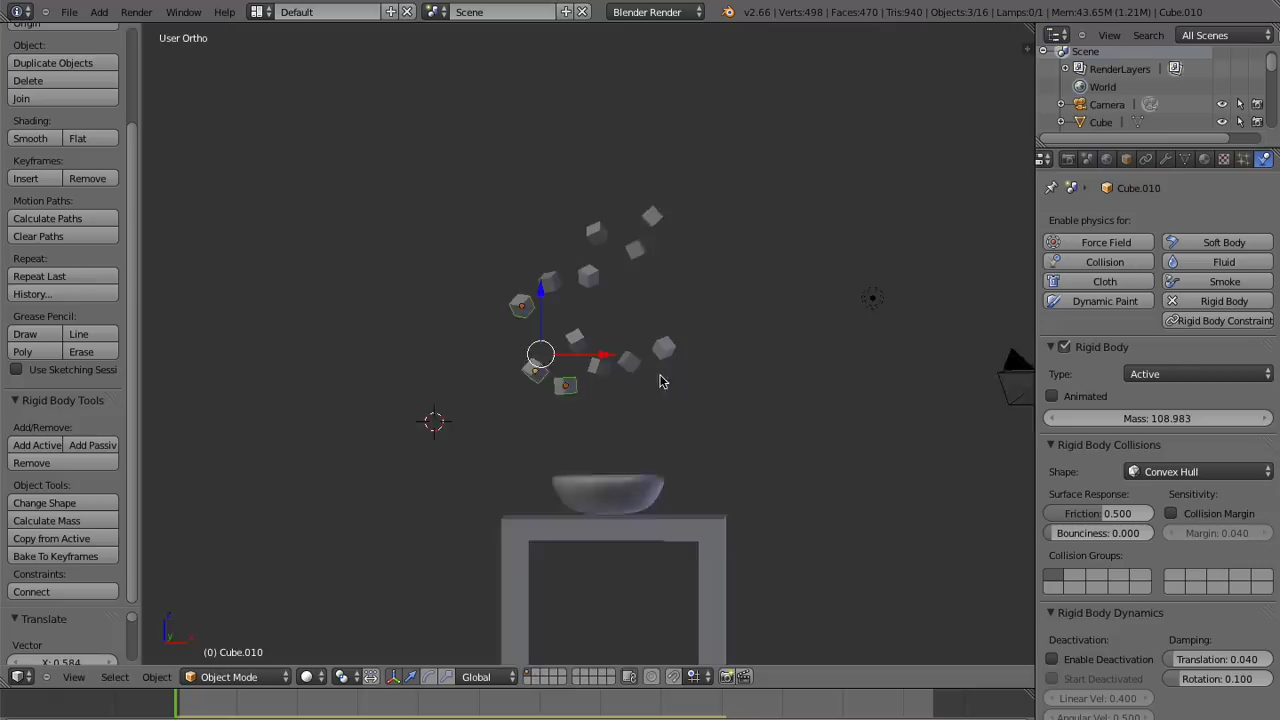 File Add Render Window Help Default Scene Blender Render v2.66 | Verts:498 | Faces:470 | Tris:940 | Objects:3/16 | Lamps:0/1 | Mem:43.65M (1.21M) | Cube.010
View Search All Scenes
User Ortho
Origin
Object:
Duplicate Objects
Delete
Join
Shading:
Smooth Flat
Keyframes:
Insert Remove
Motion Paths:
Calculate Paths
Clear Paths
Repeat:
Repeat Last
History...
Grease Pencil:
Draw Line
Poly Erase
Use Sketching Sessi
Rigid Body Tools
Add/Remove:
Add Active Add Passiv
Remove
Object Tools:
Change Shape
Calculate Mass
Copy from Active
Bake To Keyframes
Constraints:
Connect
Translate
Vector
X: 0.584
z
y
x
(0) Cube.010
View Select Object Object Mode Global
Scene
RenderLayers
World
Camera
Cube
Cube.010
Enable physics for:
Force Field Soft Body
Collision Fluid
Cloth Smoke
Dynamic Paint Rigid Body
Rigid Body Constraint
Rigid Body
Type: Active
Animated
Mass: 108.983
Rigid Body Collisions
Shape: Convex Hull
Surface Response: Sensitivity:
Friction: 0.500 Collision Margin
Bounciness: 0.000 Margin: 0.040
Collision Groups:
Rigid Body Dynamics
Deactivation: Damping:
Enable Deactivation Translation: 0.040
Start Deactivated Rotation: 0.100
Linear Vel: 0.400
Angular Vel: 0.500